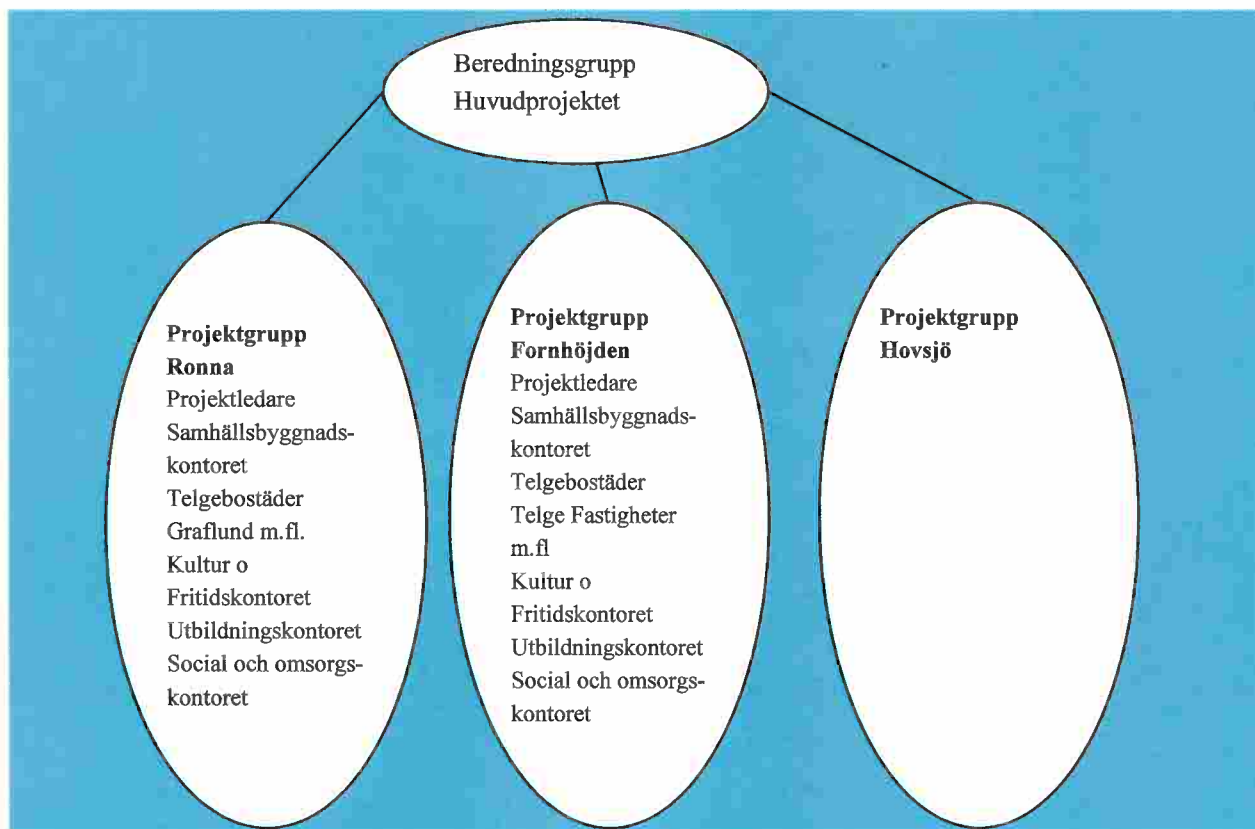 Beredningsgrupp
Huvudprojektet
Projektgrupp
Ronna
Projektledare
Samhällsbyggnads-
kontoret
Telgebostäder
Graflund m.fl.
Kultur o
Fritidskontoret
Utbildningskontoret
Social och omsorgs-
kontoret
Projektgrupp
Fornhöjden
Projektledare
Samhällsbyggnads-
kontoret
Telgebostäder
Telge Fastigheter
m.fl
Kultur o
Fritidskontoret
Utbildningskontoret
Social och omsorgs-
kontoret
Projektgrupp
Hovsjö